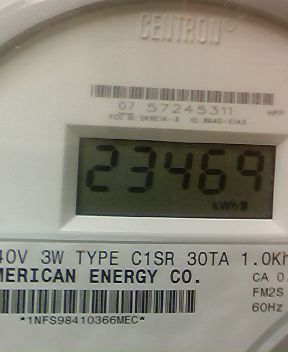 CENTRON
07 57245311
23469
kWh
40V 3W TYPE C1SR 30TA 1.0Kh
MERICAN ENERGY CO.
CA 0.
FM2S
60Hz
*1NFS98410366MEC*